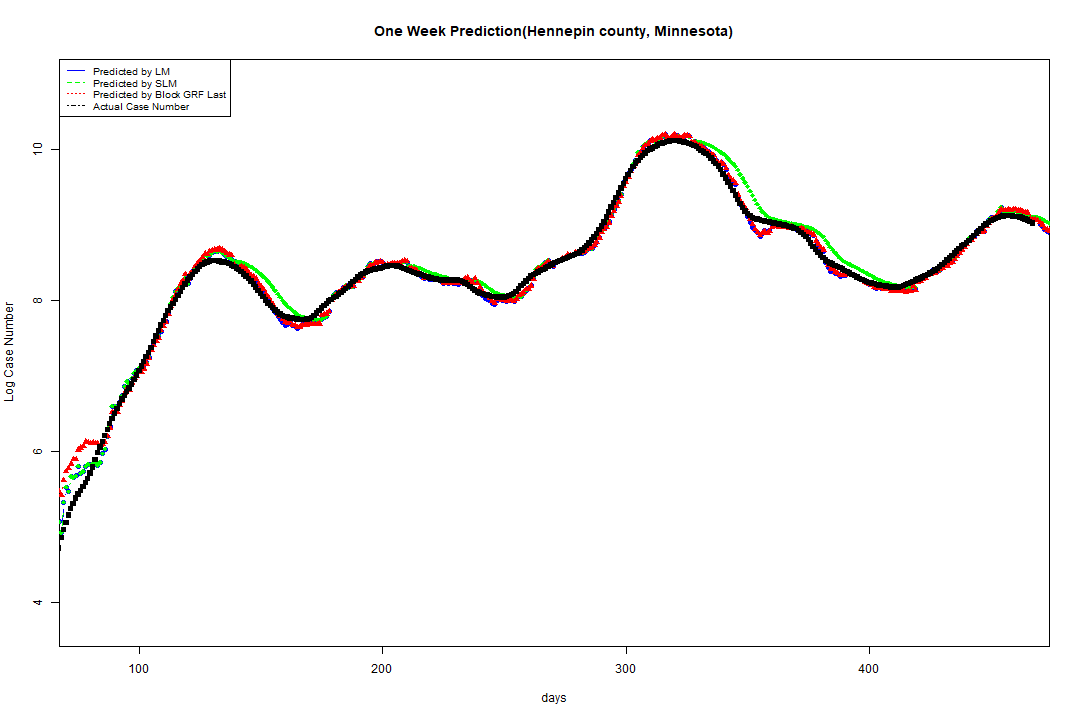 One Week Prediction(Hennepin county, Minnesota)
Predicted by LM
Predicted by SLM
Predicted by Block GRF Last
Actual Case Number
10
8
6
4
Log Case Number
100 200 300 400
days